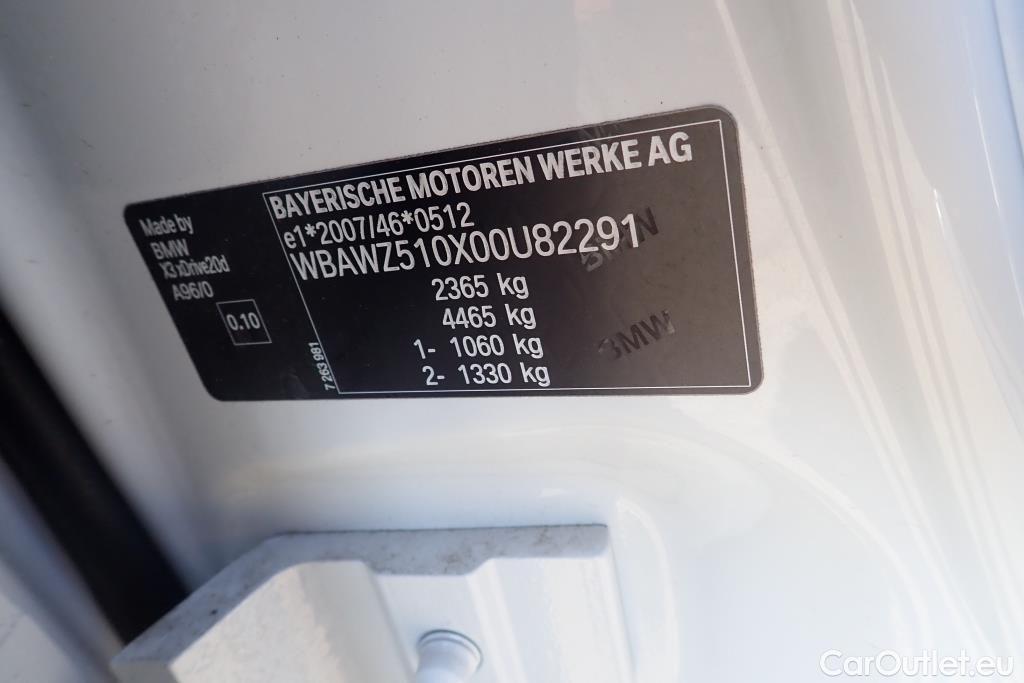 Made by
BMW
X3 xDrive20d
A96/0
0.10
7 263 981
BAYERISCHE MOTOREN WERKE AG
e1*2007/46*0512
WBAWZ510X00U82291
2365 kg
4465 kg
1- 1060 kg
2- 1330 kg
BMW
BMW
CarOutlet.eu